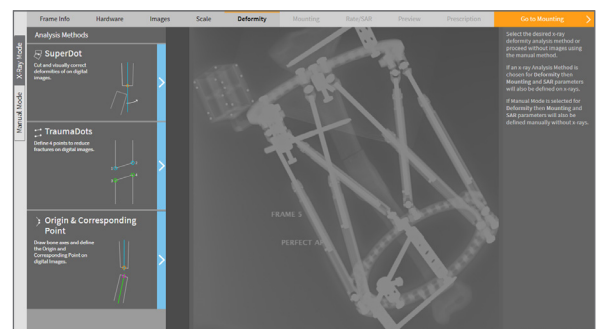 Frame Info Hardware Images Scale Deformity Mounting Base/SAR Preview Prescription Go to Mounting
X-Ray Mode
Manual Mode
Analysis Methods
SuperDot
Cut and visually correct
deformities of on digital
images.
TraumaDots
Define 4 points to reduce
fractures on digital images.
Origin & Corresponding
Point
Draw bone axes and define
the Origin and
Corresponding Point on
digital Images.
FRAME S
PERFECT AP
Select the desired x-ray
deformity analysis method or
proceed without images using
the manual method.
If an x-ray Analysis Method is
chosen for Deformity then
Mounting and SAR parameters
will also be defined on x-rays.
If Manual Mode is selected for
Deformity then Mounting and
SAR parameters will also be
defined manually without x-rays.